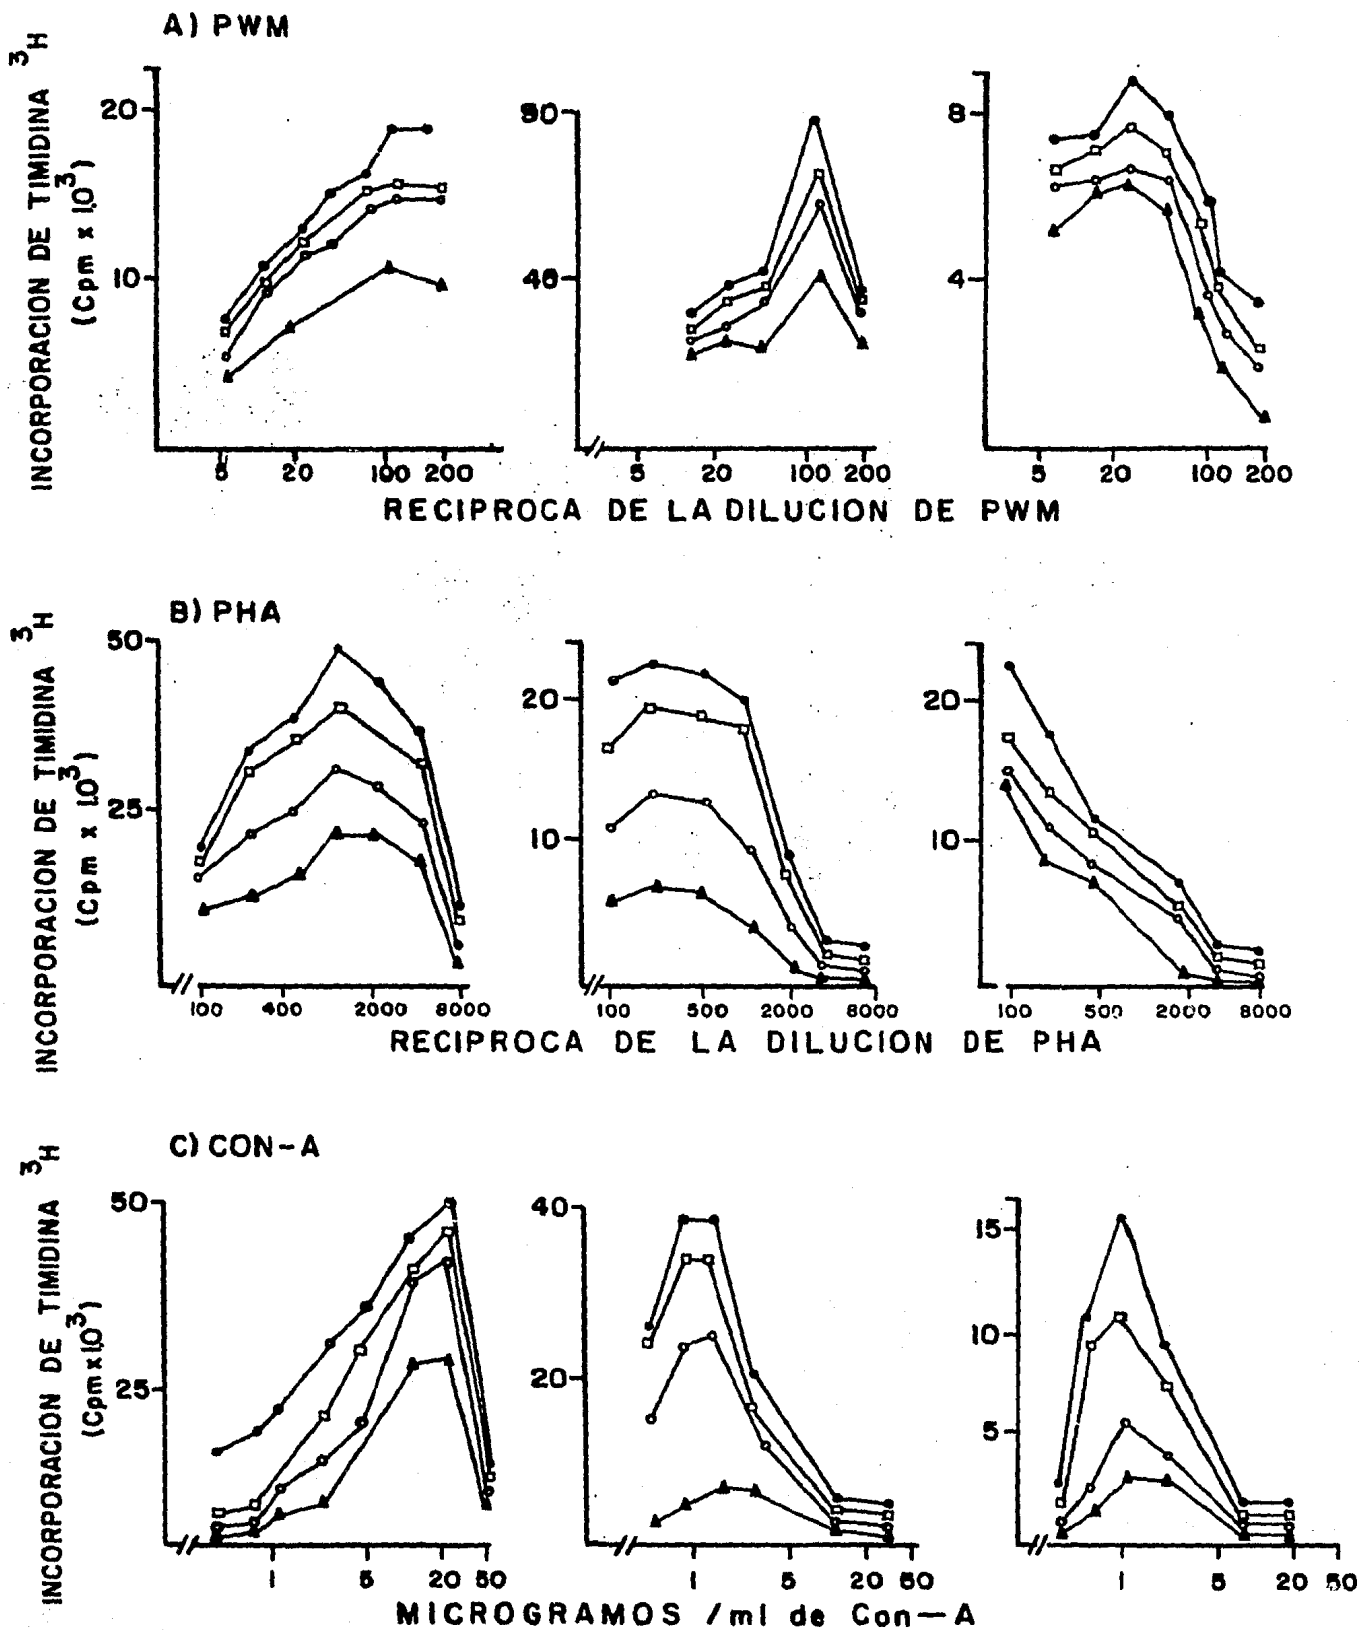 A) PWM
INCORPORACION DE TIMIDINA ³H
(Cpm x 10³)
20
10
5 20 100 200
40
5 20 100 200
8
4
5 20 100 200
RECIPROCA DE LA DILUCION DE PWM
B) PHA
INCORPORACION DE TIMIDINA ³H
(Cpm x 10³)
50
25
100 400 2000 8000
20
10
100 500 2000 8000
20
10
100 500 2000 8000
RECIPROCA DE LA DILUCION DE PHA
C) CON-A
INCORPORACION DE TIMIDINA ³H
(Cpm x 10³)
50
25
1 5 20 50
40
20
1 5 20 50
15
10
5
1 5 20 50
MICROGRAMOS /ml de Con-A